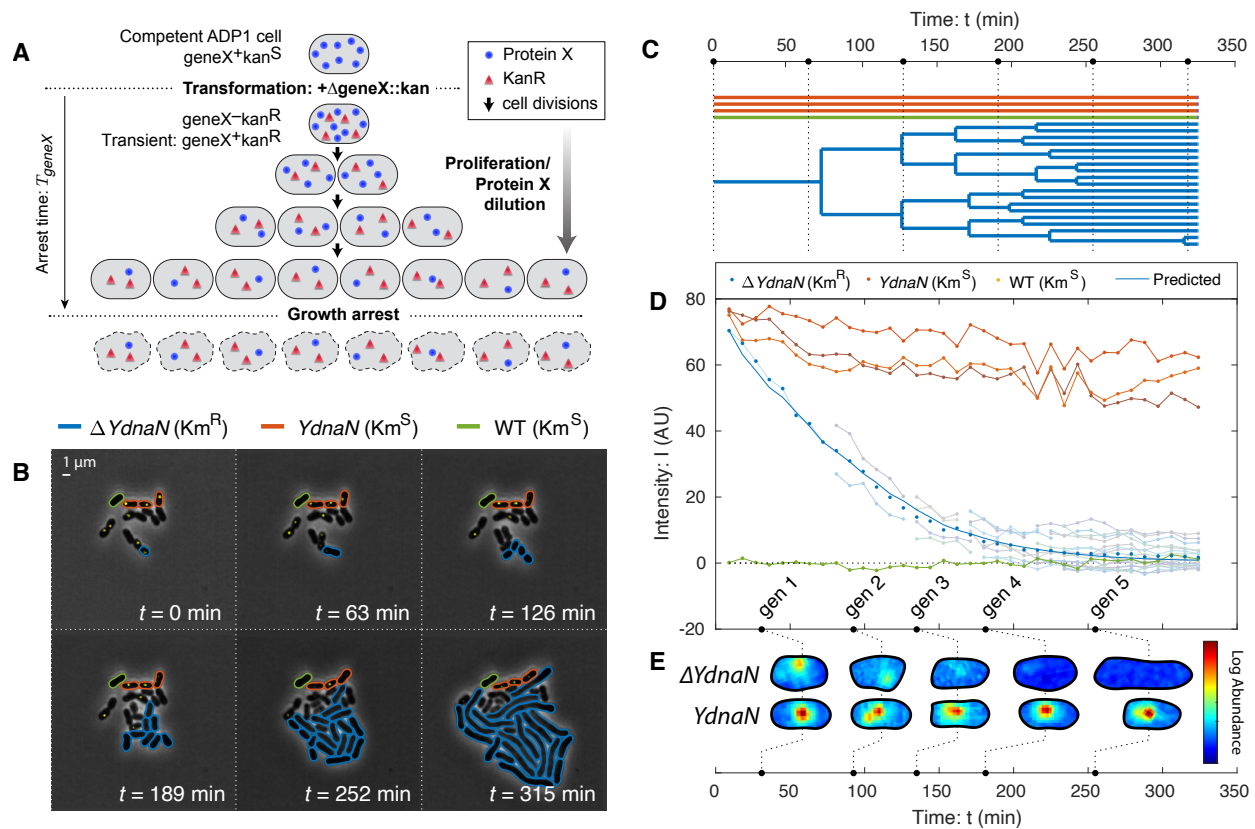 A
Competent ADP1 cell
geneX+kanS
Transformation: +ΔgeneX::kan
geneX–kanR
Transient: geneX+kanR
Arrest time: TgeneX
Protein X
KanR
cell divisions
Proliferation/
Protein X
dilution
Growth arrest
ΔYdnaN (KmR) YdnaN (KmS) WT (KmS)
B
1 µm
t = 0 min t = 63 min t = 126 min
t = 189 min t = 252 min t = 315 min
C
Time: t (min)
0 50 100 150 200 250 300 350
ΔYdnaN (KmR) YdnaN (KmS) WT (KmS) Predicted
D
Intensity: I (AU)
80
60
40
20
0
-20
gen 1 gen 2 gen 3 gen 4 gen 5
E
ΔYdnaN
YdnaN
Log Abundance
0 50 100 150 200 250 300 350
Time: t (min)